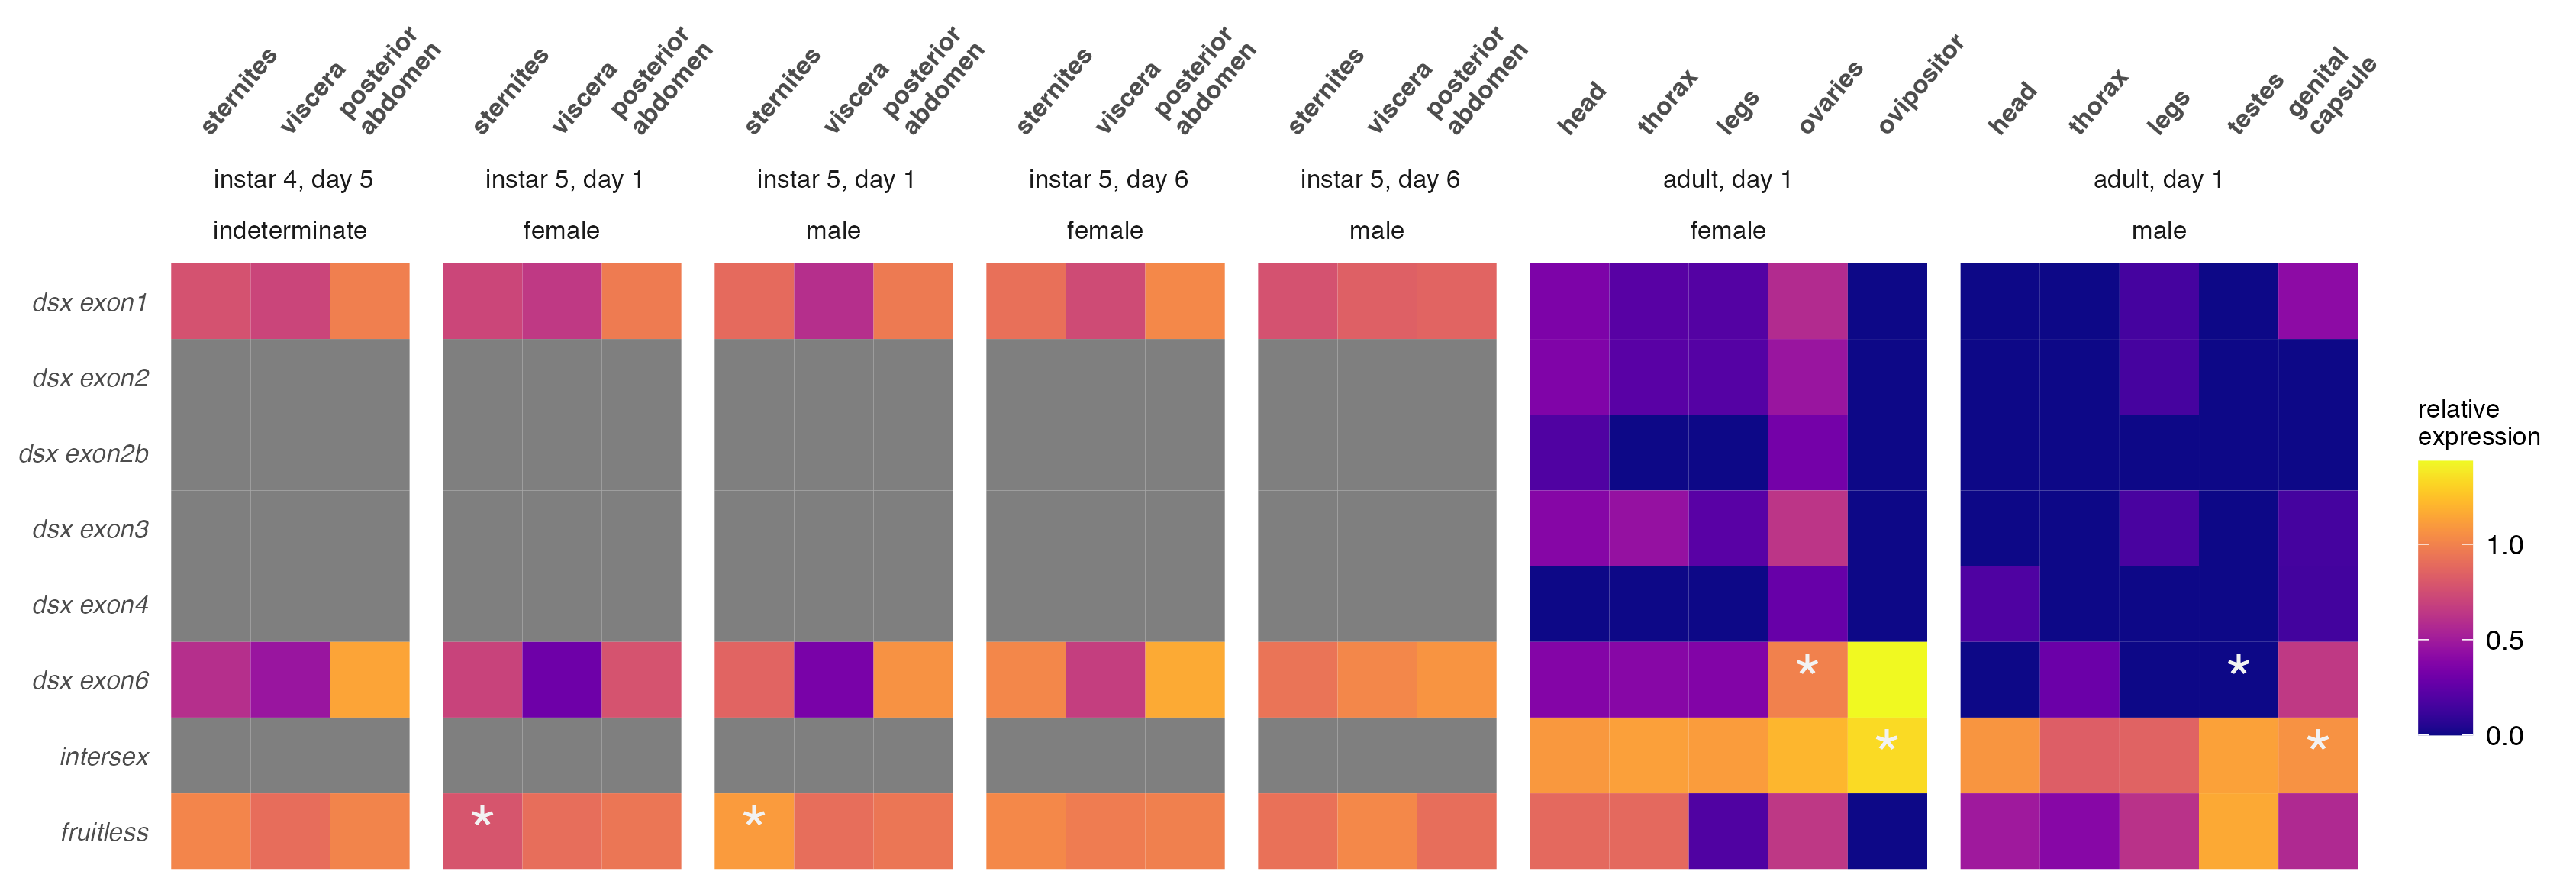 sternites viscera posterior abdomen sternites viscera posterior abdomen sternites viscera posterior abdomen sternites viscera posterior abdomen sternites viscera posterior abdomen head thorax legs ovaries ovipositor head thorax legs testes genital capsule
instar 4, day 5 instar 5, day 1 instar 5, day 1 instar 5, day 6 instar 5, day 6 adult, day 1 adult, day 1
indeterminate female male female male female male
dsx exon1
dsx exon2
dsx exon2b
dsx exon3
dsx exon4
dsx exon6 * *
intersex * *
fruitless * *
relative
expression
1.0
0.5
0.0